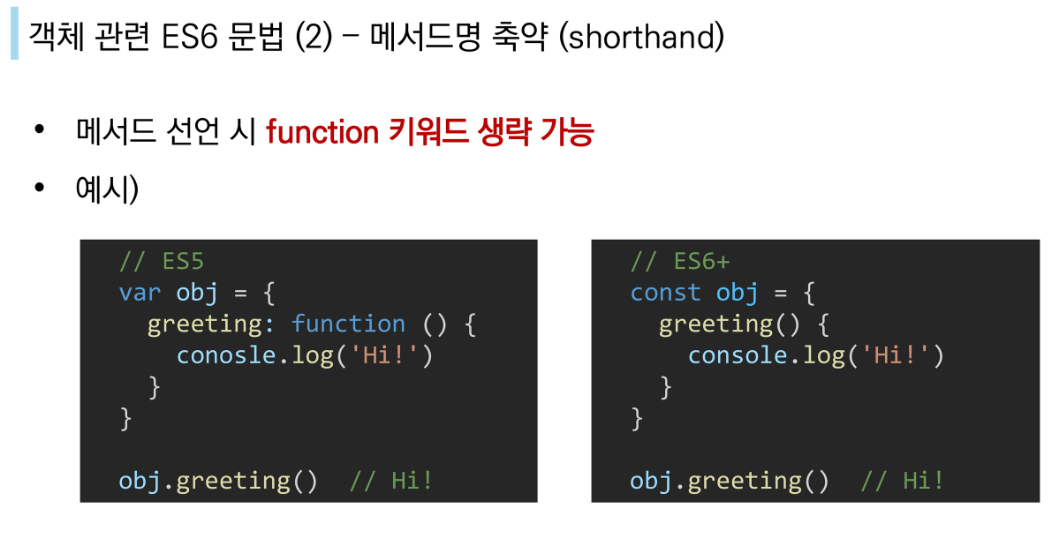 객체 관련 ES6 문법 (2) – 메서드명 축약 (shorthand)
• 메서드 선언 시 function 키워드 생략 가능
• 예시)
// ES5
var obj = {
  greeting: function () {
    conosle.log('Hi!')
  }
}
obj.greeting()  // Hi!
// ES6+
const obj = {
  greeting() {
    console.log('Hi!')
  }
}
obj.greeting()  // Hi!